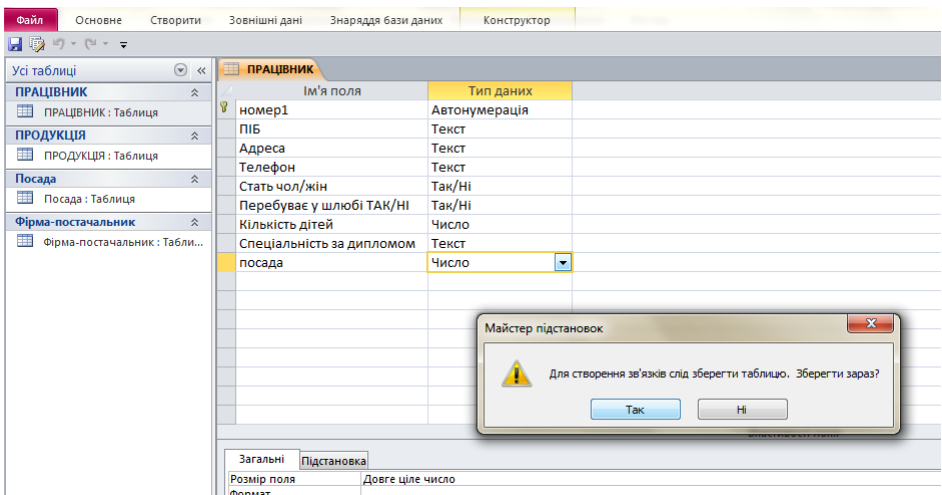 Файл Основне Створити Зовнішні дані Знаряддя бази даних Конструктор
Усі таблиці
ПРАЦІВНИК
ПРАЦІВНИК : Таблиця
ПРОДУКЦІЯ
ПРОДУКЦІЯ : Таблиця
Посада
Посада : Таблиця
Фірма-постачальник
Фірма-постачальник : Табли...
ПРАЦІВНИК
Ім'я поля Тип даних
номер1 Автонумерація
ПІБ Текст
Адреса Текст
Телефон Текст
Стать чол/жін Так/Ні
Перебуває у шлюбі ТАК/НІ Так/Ні
Кількість дітей Число
Спеціальність за дипломом Текст
посада Число
Майстер підстановок
Для створення зв'язків слід зберегти таблицю. Зберегти зараз?
Так Ні
Загальні Підстановка
Розмір поля Довге ціле число
Формат